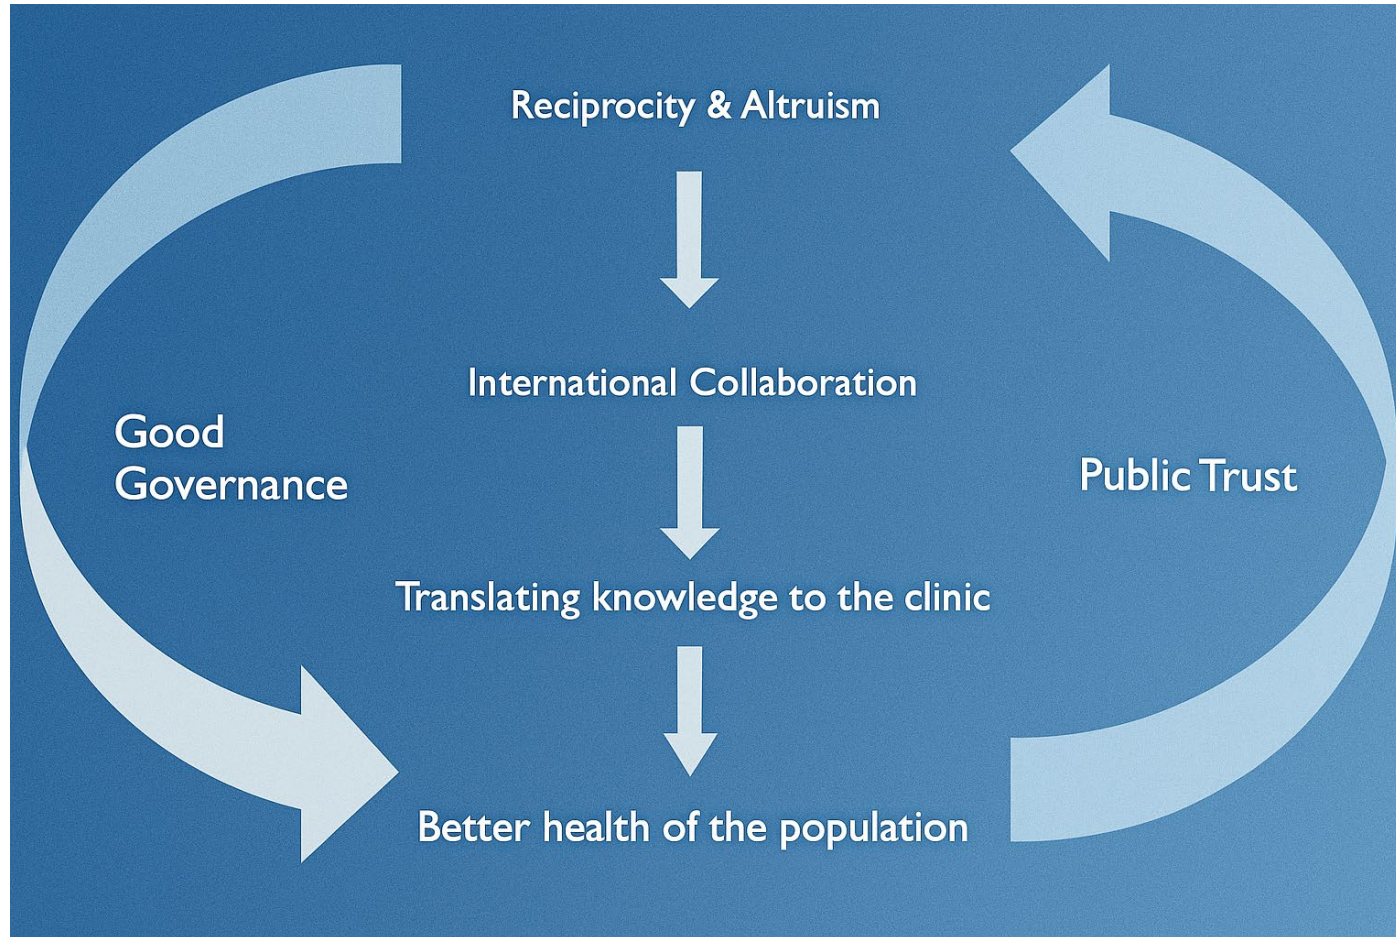 Reciprocity & Altruism
International Collaboration
Good
Governance
Public Trust
Translating knowledge to the clinic
Better health of the population